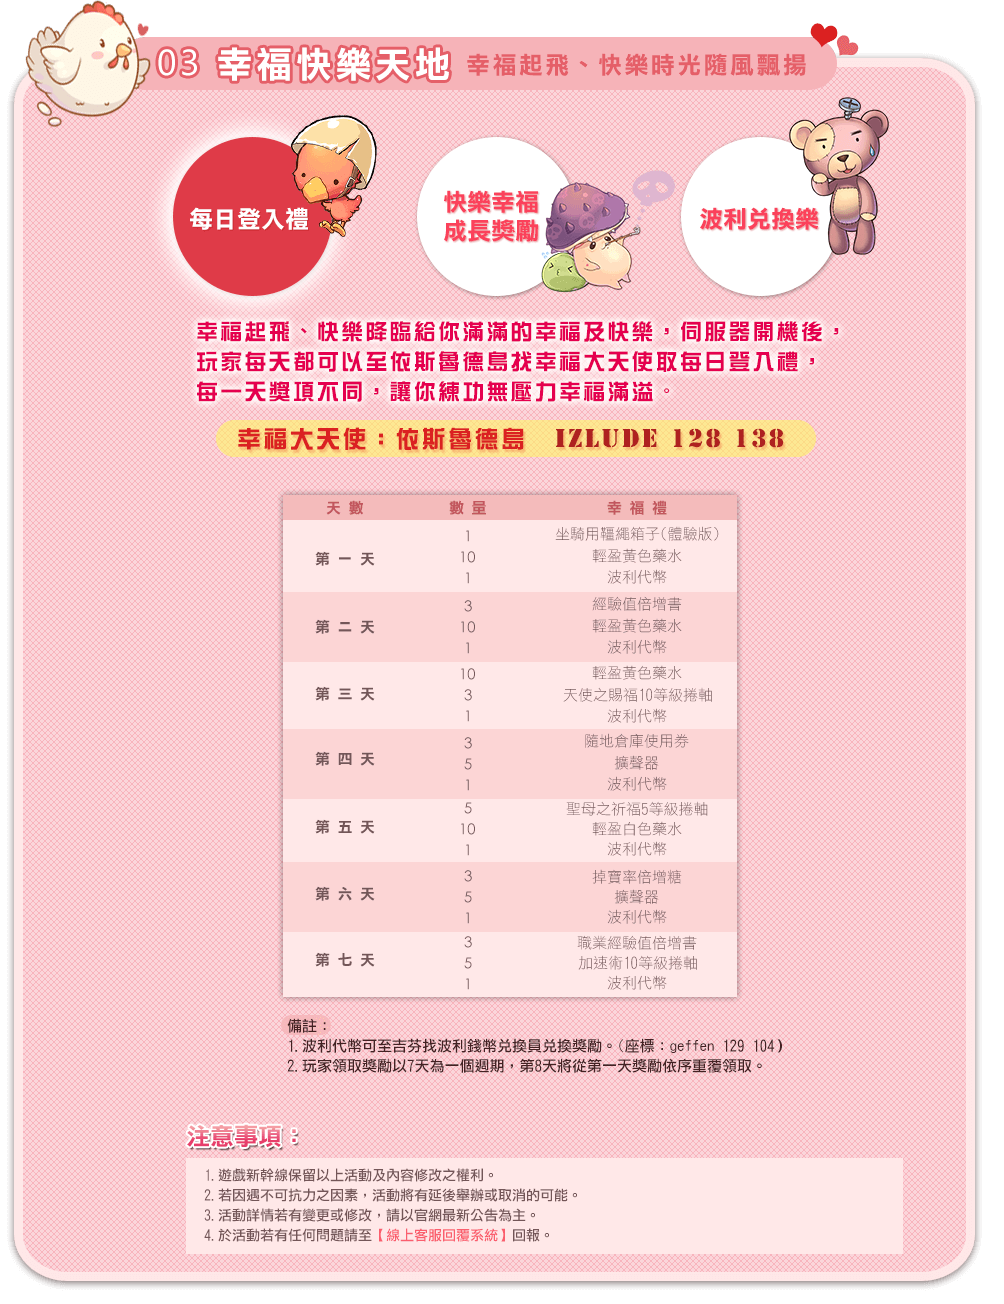 03 幸福快樂天地 幸福起飛、快樂時光隨風飄揚
每日登入禮
快樂幸福
成長獎勵
波利兌換樂
幸福起飛、快樂降臨給你滿滿的幸福及快樂，伺服器開機後，
玩家每天都可以至依斯魯德島找幸福大天使取每日登入禮，
每一天獎項不同，讓你練功無壓力幸福滿溢。
幸福大天使：依斯魯德島 IZLUDE 128 138
天數 數量 幸福禮
第一天
1 坐騎用韁繩箱子(體驗版)
10 輕盈黃色藥水
1 波利代幣
第二天
3 經驗值倍增書
10 輕盈黃色藥水
1 波利代幣
第三天
10 輕盈黃色藥水
3 天使之賜福10等級捲軸
1 波利代幣
第四天
3 隨地倉庫使用券
5 擴聲器
1 波利代幣
第五天
5 聖母之祈福5等級捲軸
10 輕盈白色藥水
1 波利代幣
第六天
3 掉寶率倍增糖
5 擴聲器
1 波利代幣
第七天
3 職業經驗值倍增書
5 加速術10等級捲軸
1 波利代幣
備註：
1. 波利代幣可至吉芬找波利錢幣兌換員兌換獎勵。(座標：geffen 129 104)
2. 玩家領取獎勵以7天為一個週期，第8天將從第一天獎勵依序重覆領取。
注意事項：
1. 遊戲新幹線保留以上活動及內容修改之權利。
2. 若因遇不可抗力之因素，活動將有延後舉辦或取消的可能。
3. 活動詳情若有變更或修改，請以官網最新公告為主。
4. 於活動若有任何問題請至【線上客服回覆系統】回報。